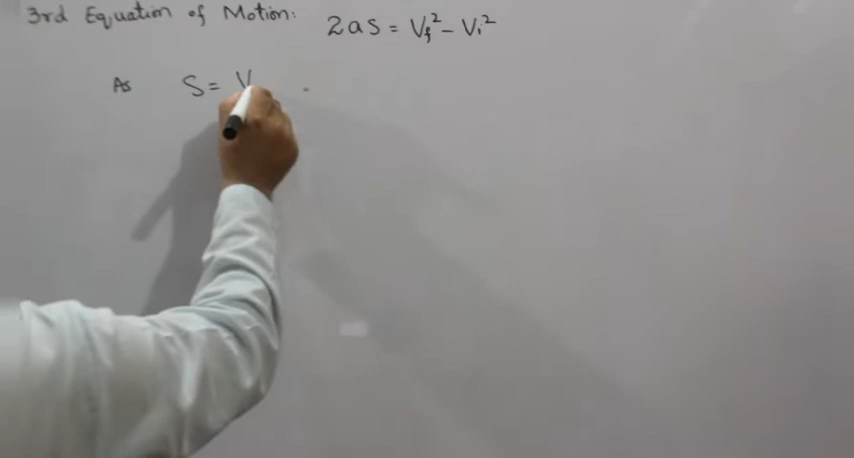 3rd Equation of Motion: 2as = Vf² - Vi²
As S = V